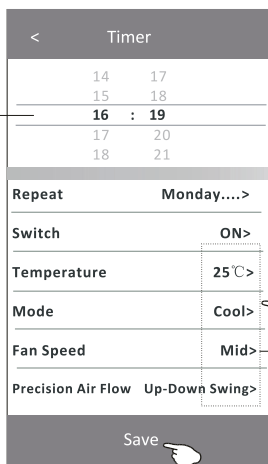 < Timer
14 17
15 18
16 : 19
17 20
18 21
Repeat Monday....>
Switch ON>
Temperature 25℃>
Mode Cool>
Fan Speed Mid>
Precision Air Flow Up-Down Swing>
Save